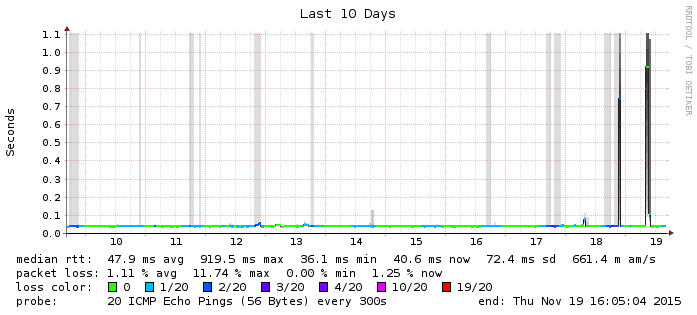 Last 10 Days
RRDTOOL / TOBI OETIKER
Seconds
1.1
1.0
0.9
0.8
0.7
0.6
0.5
0.4
0.3
0.2
0.1
0.0
10 11 12 13 14 15 16 17 18 19
median rtt: 47.9 ms avg 919.5 ms max 36.1 ms min 40.6 ms now 72.4 ms sd 661.4 m am/s
packet loss: 1.11 % avg 11.74 % max 0.00 % min 1.25 % now
loss color: 0 1/20 2/20 3/20 4/20 10/20 19/20
probe: 20 ICMP Echo Pings (56 Bytes) every 300s end: Thu Nov 19 16:05:04 2015